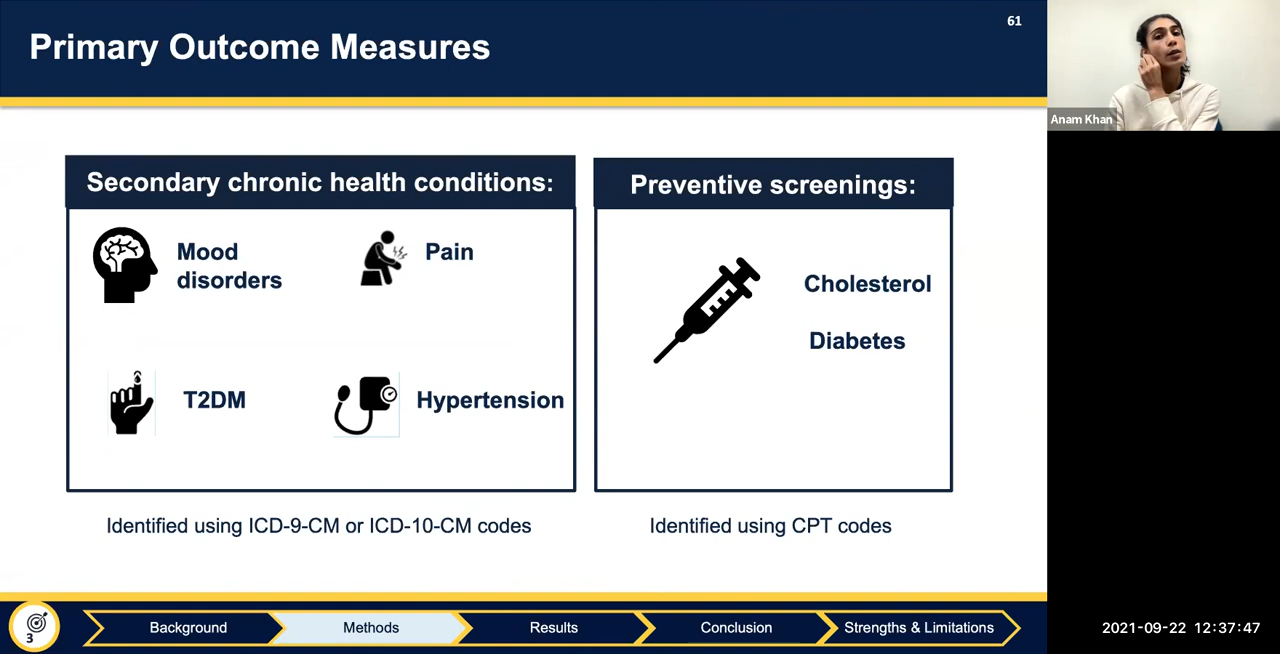 61
Primary Outcome Measures
Anam Khan
Secondary chronic health conditions:
Mood
disorders
Pain
T2DM
Hypertension
Identified using ICD-9-CM or ICD-10-CM codes
Preventive screenings:
Cholesterol
Diabetes
Identified using CPT codes
3
Background
Methods
Results
Conclusion
Strengths & Limitations
2021-09-22 12:37:47